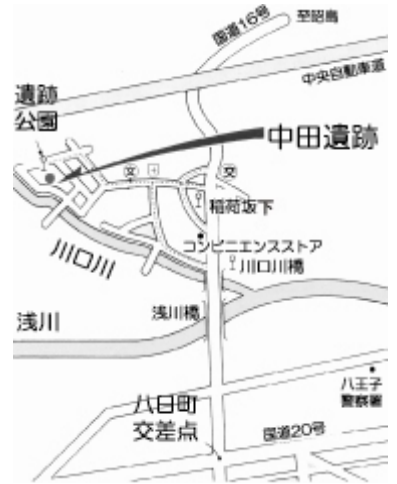 国道16号
至昭島
中央自動車道
遺跡
公園
中田遺跡
文
文
稲荷坂下
コンビニエンスストア
川口川橋
川口川
浅川橋
浅川
八王子
警察署
八日町
交差点
国道20号